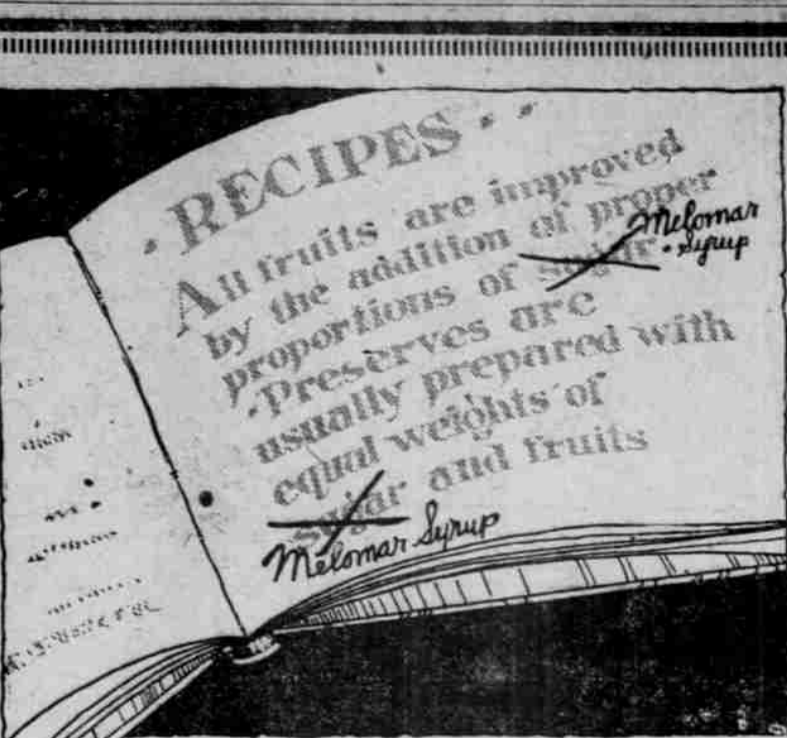 · RECIPES · ·
All fruits are improved
by the addition of proper
proportions of sugar
Melomar
Syrup
·Preserves are
usually prepared with
equal weights of
sugar and fruits
Melomar Syrup